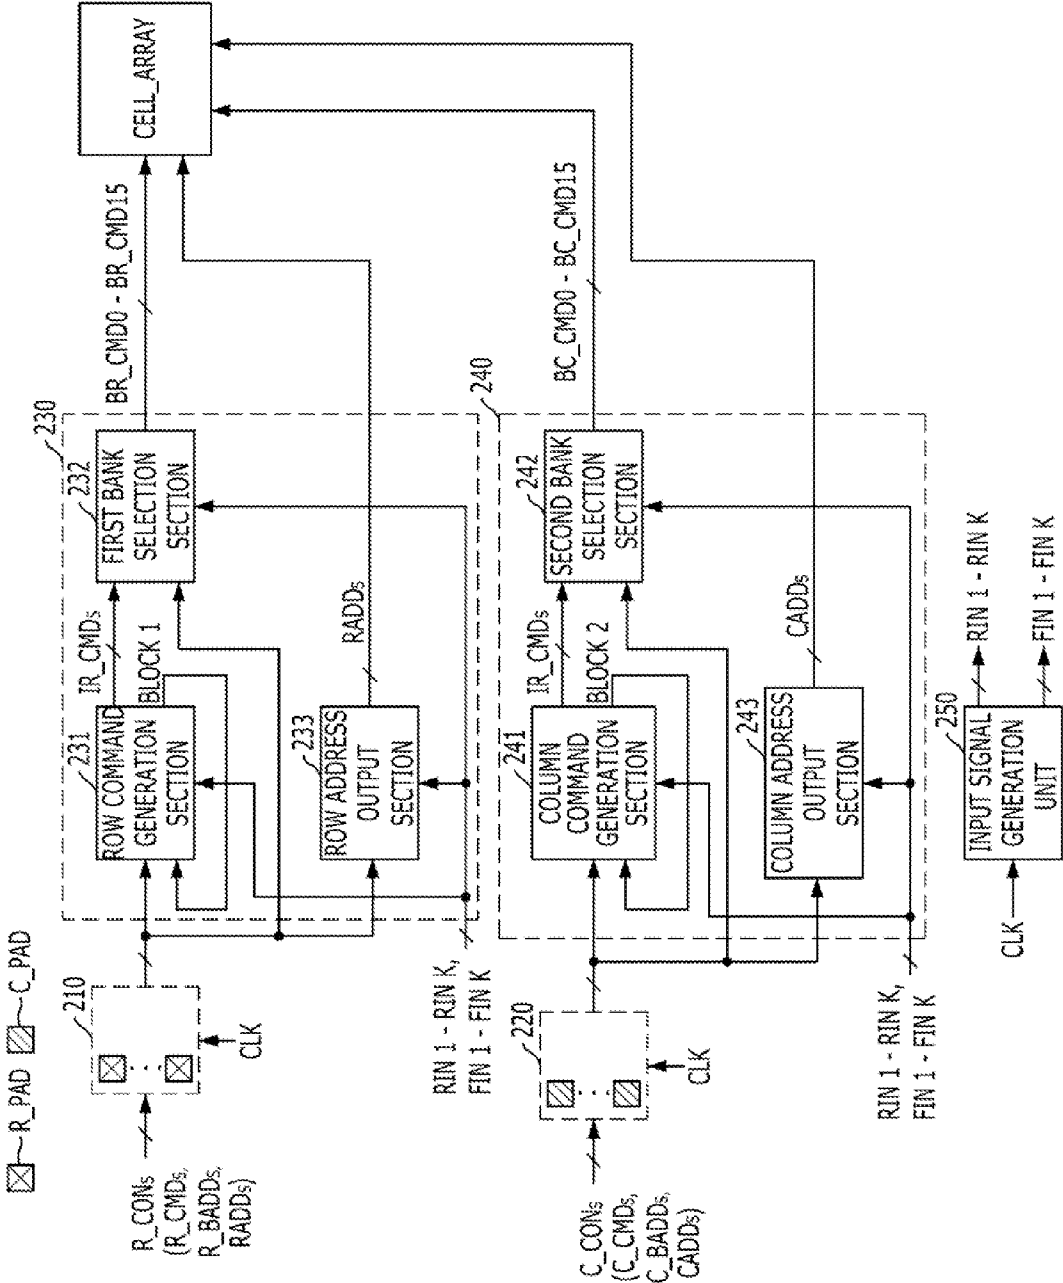 R_PAD
C_PAD
R_CONs
(R_CMDs,
R_BADDs,
RADDs)
210
CLK
230
231
ROW COMMAND
GENERATION
SECTION
IR_CMDs
BLOCK 1
232
FIRST BANK
SELECTION
SECTION
BR_CMD0 - BR_CMD15
CELL_ARRAY
233
ROW ADDRESS
OUTPUT
SECTION
RADDs
RIN 1 - RIN K,
FIN 1 - FIN K
C_CONs
(C_CMDs,
C_BADDs,
CADDs)
220
CLK
240
241
COLUMN
COMMAND
GENERATION
SECTION
IR_CMDs
BLOCK 2
242
SECOND BANK
SELECTION
SECTION
BC_CMD0 - BC_CMD15
243
COLUMN ADDRESS
OUTPUT
SECTION
CADDs
RIN 1 - RIN K,
FIN 1 - FIN K
CLK
250
INPUT SIGNAL
GENERATION
UNIT
RIN 1 - RIN K
FIN 1 - FIN K